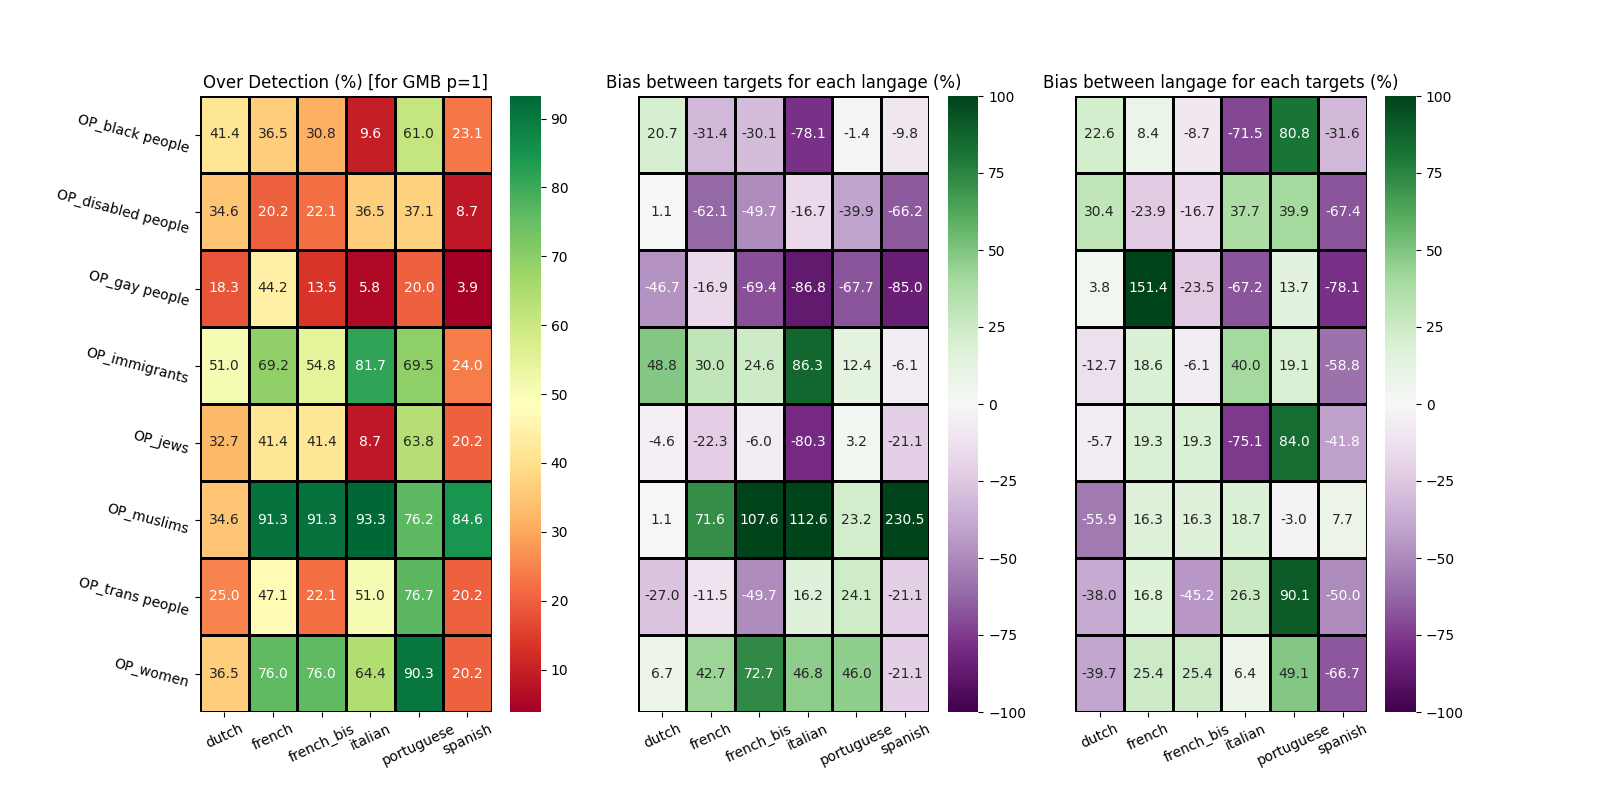 Over Detection (%) [for GMB p=1]
Bias between targets for each langage (%)
Bias between langage for each targets (%)
OP_black people 41.4 36.5 30.8 9.6 61.0 23.1
OP_disabled people 34.6 20.2 22.1 36.5 37.1 8.7
OP_gay people 18.3 44.2 13.5 5.8 20.0 3.9
OP_immigrants 51.0 69.2 54.8 81.7 69.5 24.0
OP_jews 32.7 41.4 41.4 8.7 63.8 20.2
OP_muslims 34.6 91.3 91.3 93.3 76.2 84.6
OP_trans people 25.0 47.1 22.1 51.0 76.7 20.2
OP_women 36.5 76.0 76.0 64.4 90.3 20.2
dutch french french_bis italian portuguese spanish
90
80
70
60
50
40
30
20
10
20.7 -31.4 -30.1 -78.1 -1.4 -9.8
1.1 -62.1 -49.7 -16.7 -39.9 -66.2
-46.7 -16.9 -69.4 -86.8 -67.7 -85.0
48.8 30.0 24.6 86.3 12.4 -6.1
-4.6 -22.3 -6.0 -80.3 3.2 -21.1
1.1 71.6 107.6 112.6 23.2 230.5
-27.0 -11.5 -49.7 16.2 24.1 -21.1
6.7 42.7 72.7 46.8 46.0 -21.1
dutch french french_bis italian portuguese spanish
100
75
50
25
0
−25
−50
−75
−100
22.6 8.4 -8.7 -71.5 80.8 -31.6
30.4 -23.9 -16.7 37.7 39.9 -67.4
3.8 151.4 -23.5 -67.2 13.7 -78.1
-12.7 18.6 -6.1 40.0 19.1 -58.8
-5.7 19.3 19.3 -75.1 84.0 -41.8
-55.9 16.3 16.3 18.7 -3.0 7.7
-38.0 16.8 -45.2 26.3 90.1 -50.0
-39.7 25.4 25.4 6.4 49.1 -66.7
dutch french french_bis italian portuguese spanish
100
75
50
25
0
−25
−50
−75
−100